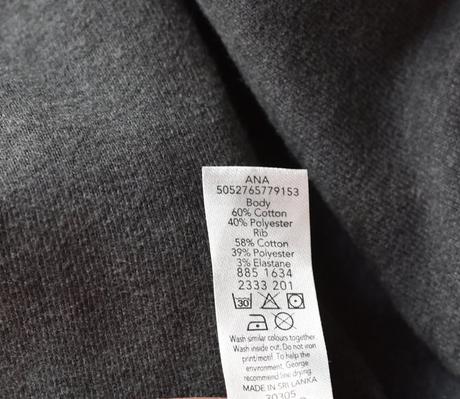 ANA
5052765779153
Body
60% Cotton
40% Polyester
Rib
58% Cotton
39% Polyester
3% Elastane
885 1634
2333 201
30
Wash similar colours together
Wash inside out. Do not iron
print/motif. To help the
environment, George
recommend line drying.
MADE IN SRI LANKA
30305